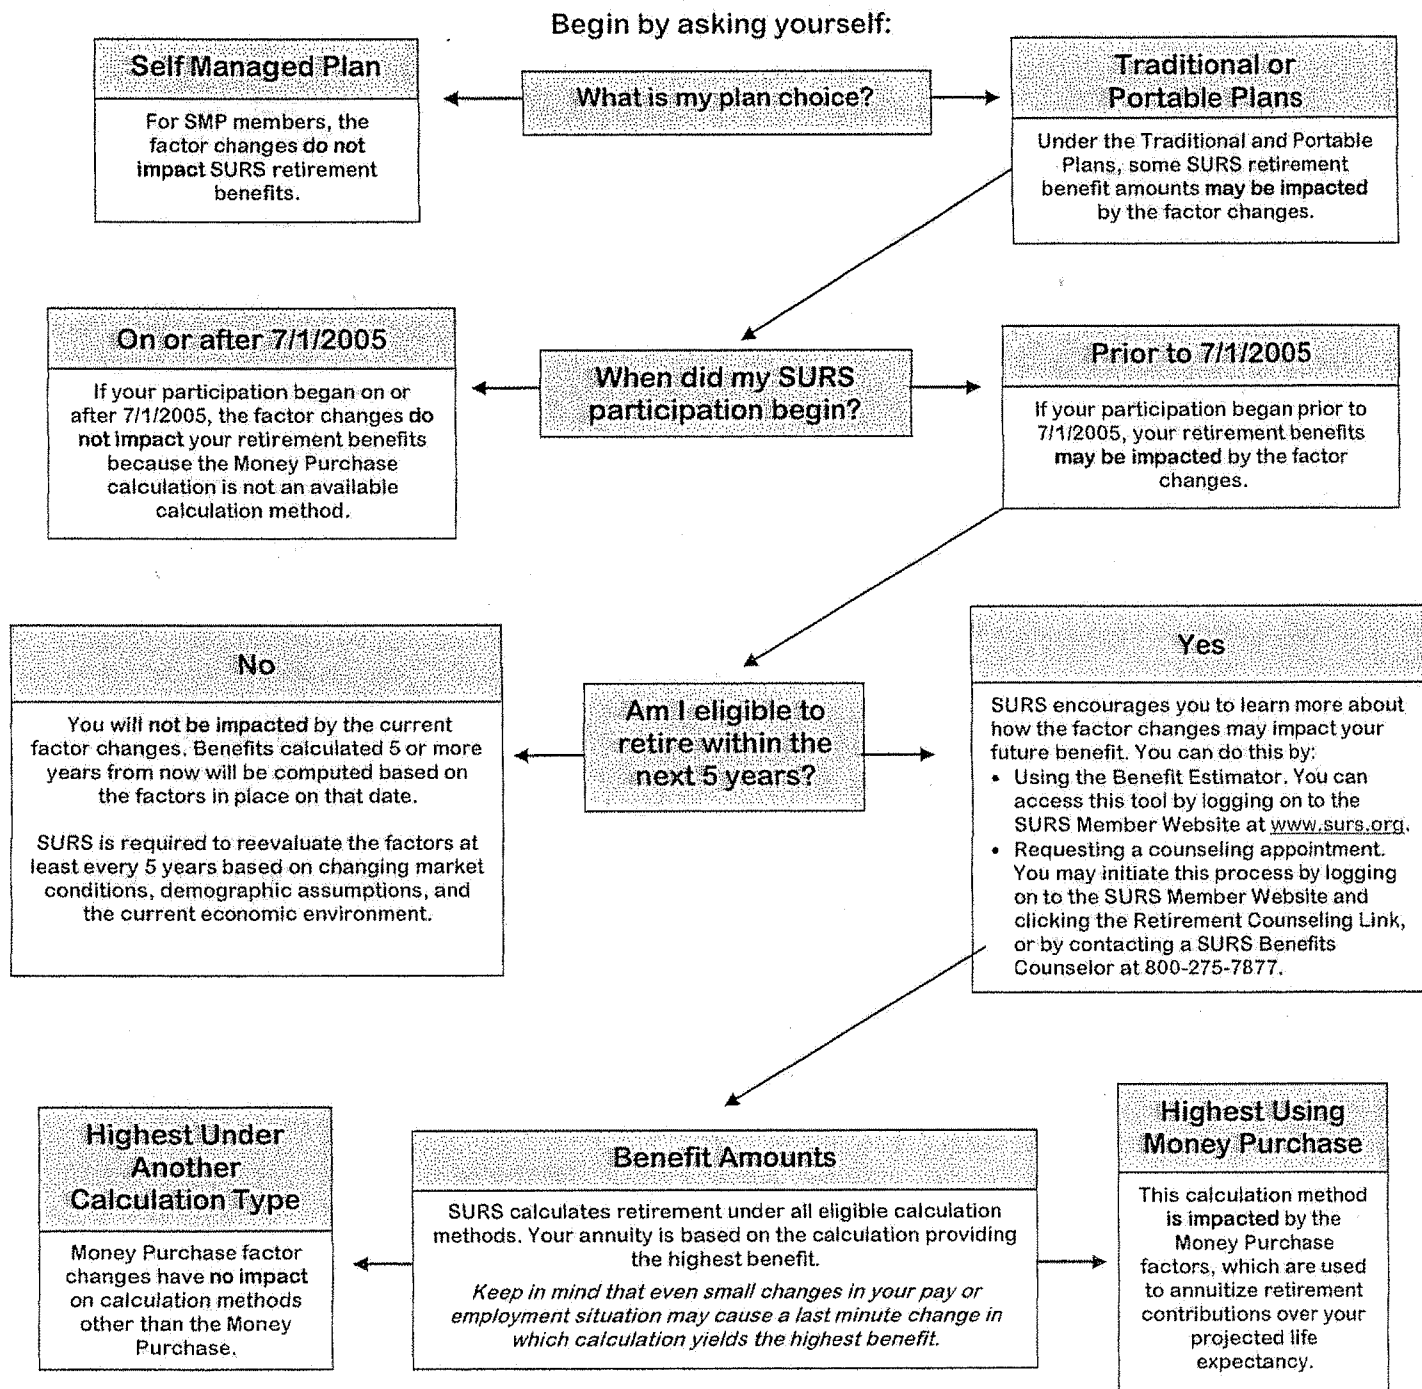 Begin by asking yourself:
Self Managed Plan
For SMP members, the
factor changes do not
impact SURS retirement
benefits.
What is my plan choice?
Traditional or
Portable Plans
Under the Traditional and Portable
Plans, some SURS retirement
benefit amounts may be impacted
by the factor changes.
On or after 7/1/2005
If your participation began on or
after 7/1/2005, the factor changes do
not impact your retirement benefits
because the Money Purchase
calculation is not an available
calculation method.
When did my SURS
participation begin?
Prior to 7/1/2005
If your participation began prior to
7/1/2005, your retirement benefits
may be impacted by the factor
changes.
No
You will not be impacted by the current
factor changes. Benefits calculated 5 or more
years from now will be computed based on
the factors in place on that date.
SURS is required to reevaluate the factors at
least every 5 years based on changing market
conditions, demographic assumptions, and
the current economic environment.
Am I eligible to
retire within the
next 5 years?
Yes
SURS encourages you to learn more about
how the factor changes may impact your
future benefit. You can do this by:
• Using the Benefit Estimator. You can
access this tool by logging on to the
SURS Member Website at www.surs.org.
• Requesting a counseling appointment.
You may initiate this process by logging
on to the SURS Member Website and
clicking the Retirement Counseling Link,
or by contacting a SURS Benefits
Counselor at 800-275-7877.
Highest Under
Another
Calculation Type
Money Purchase factor
changes have no impact
on calculation methods
other than the Money
Purchase.
Benefit Amounts
SURS calculates retirement under all eligible calculation
methods. Your annuity is based on the calculation providing
the highest benefit.
Keep in mind that even small changes in your pay or
employment situation may cause a last minute change in
which calculation yields the highest benefit.
Highest Using
Money Purchase
This calculation method
is impacted by the
Money Purchase
factors, which are used
to annuitize retirement
contributions over your
projected life
expectancy.